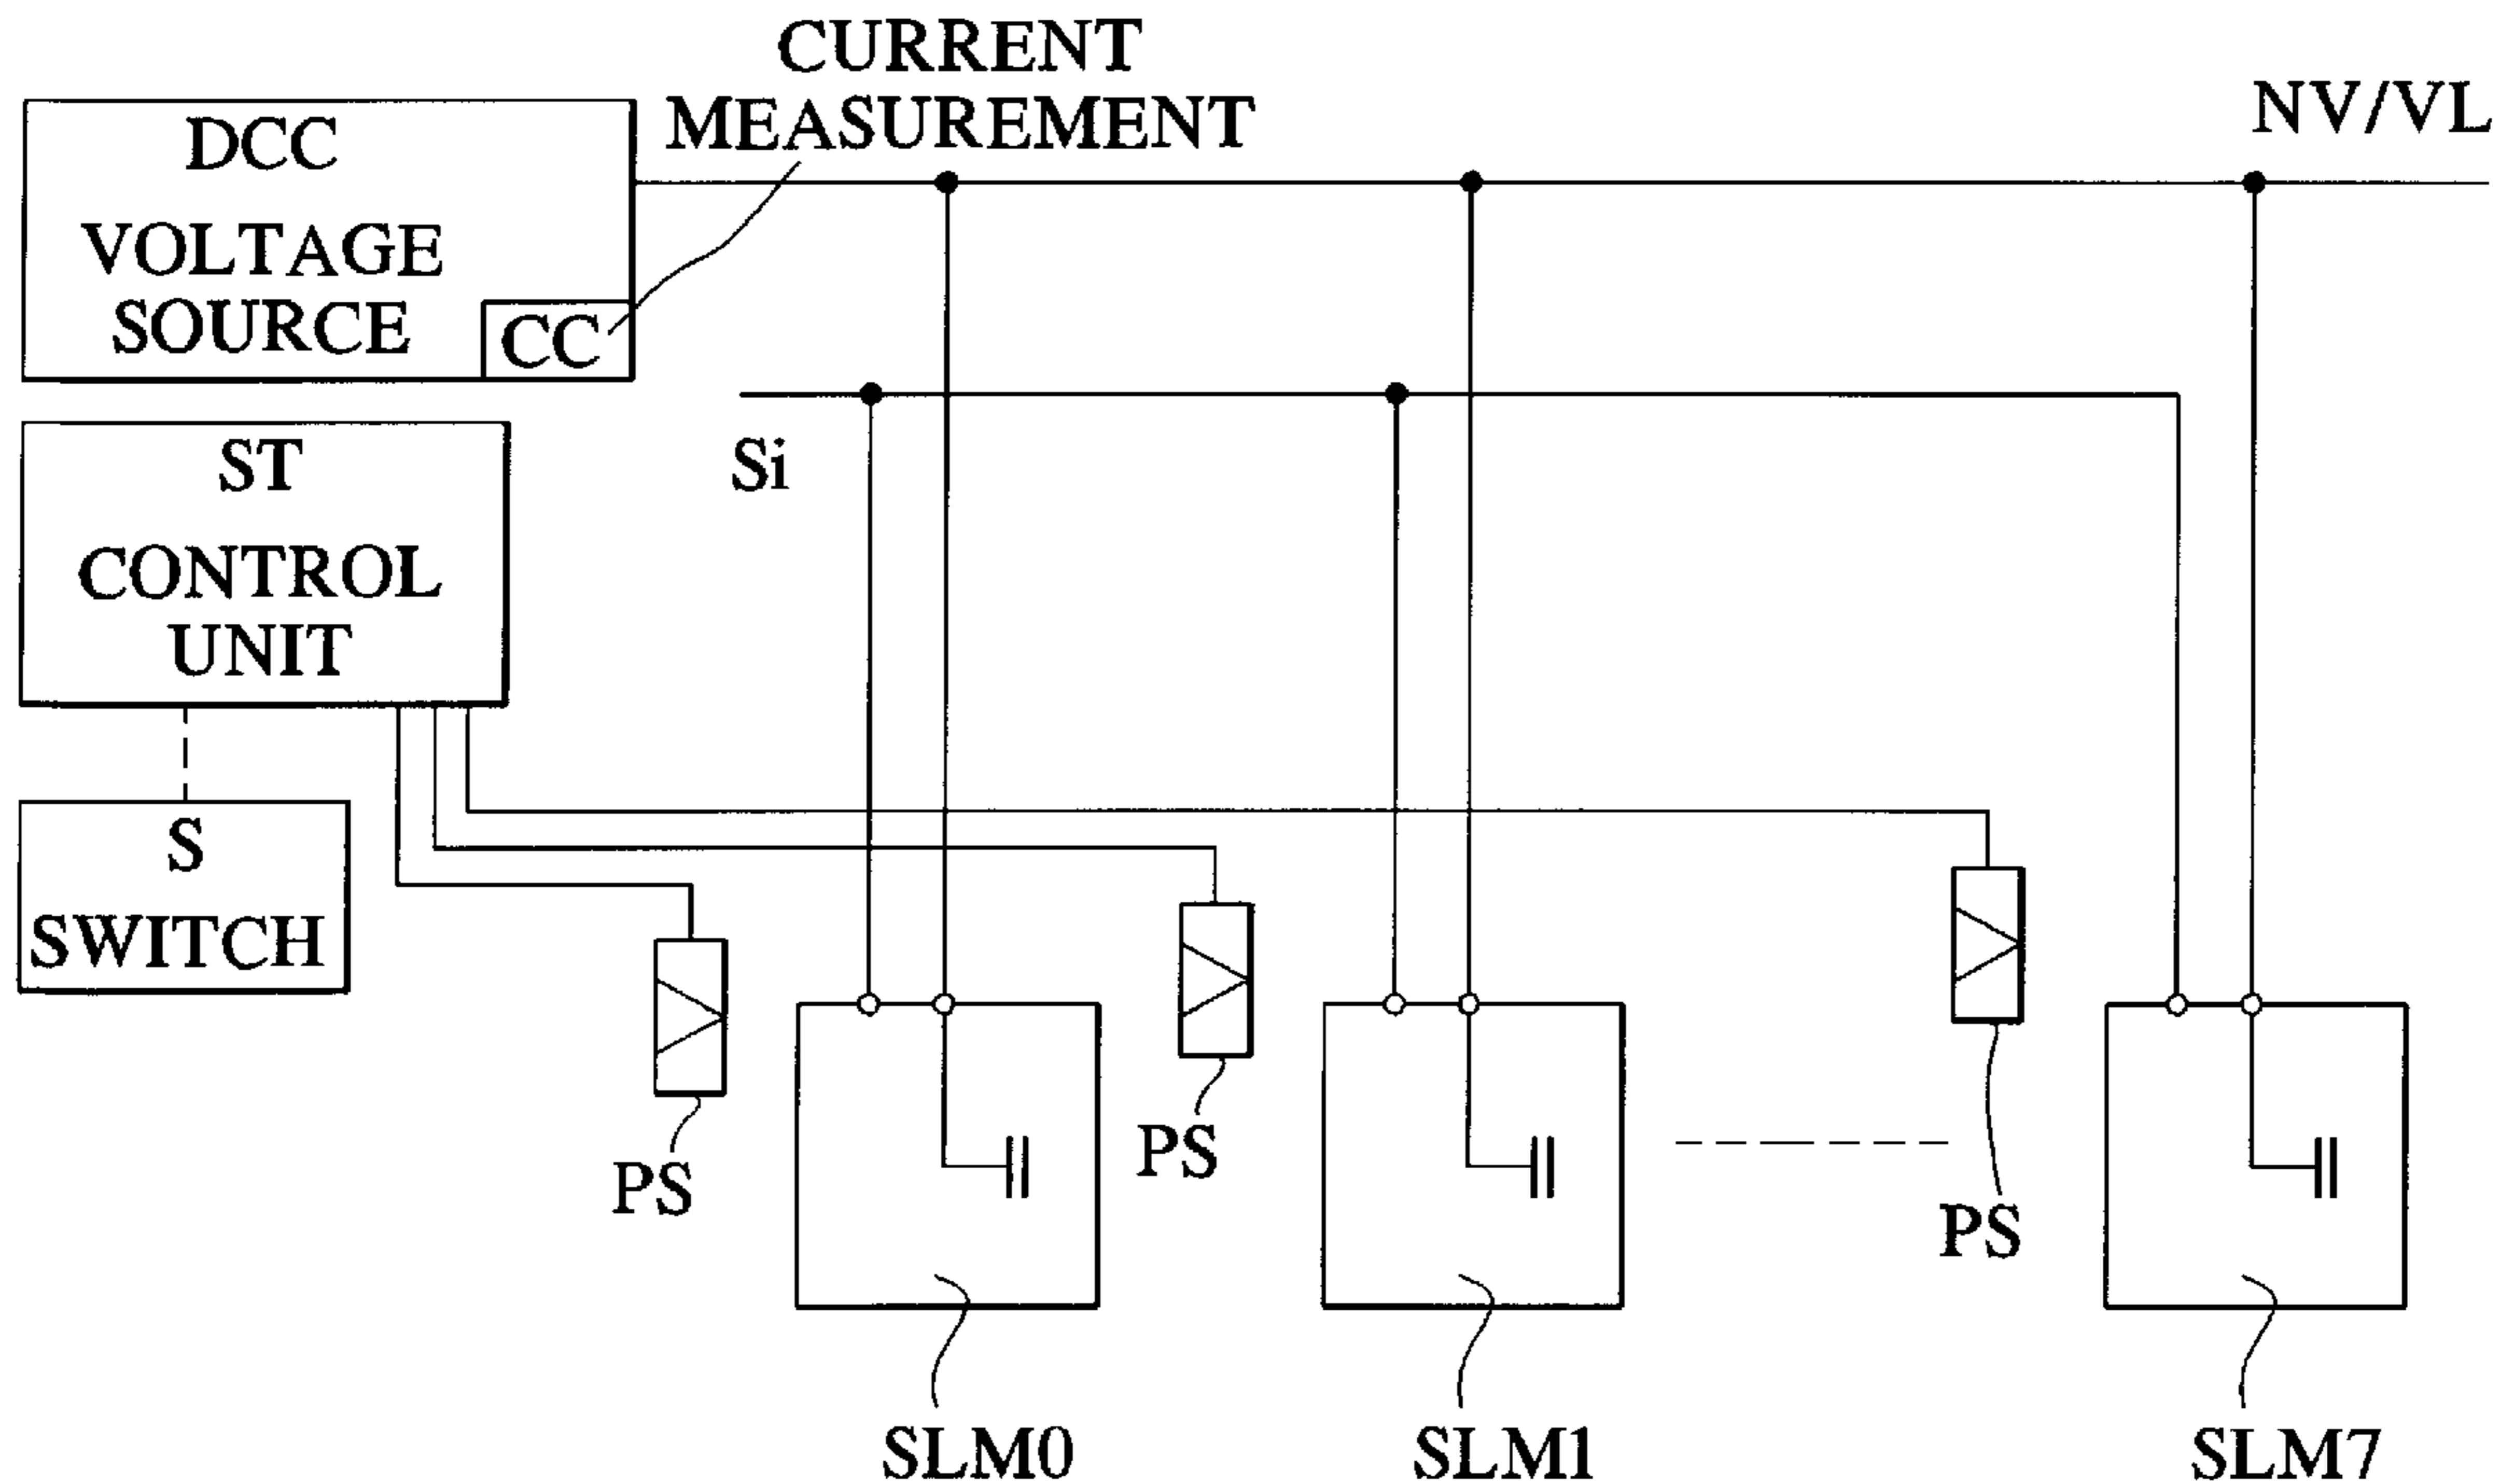 CURRENT
MEASUREMENT
NV/VL
DCC
VOLTAGE
SOURCE
CC
Si
ST
CONTROL
UNIT
S
SWITCH
PS
PS
PS
SLM0
SLM1
SLM7